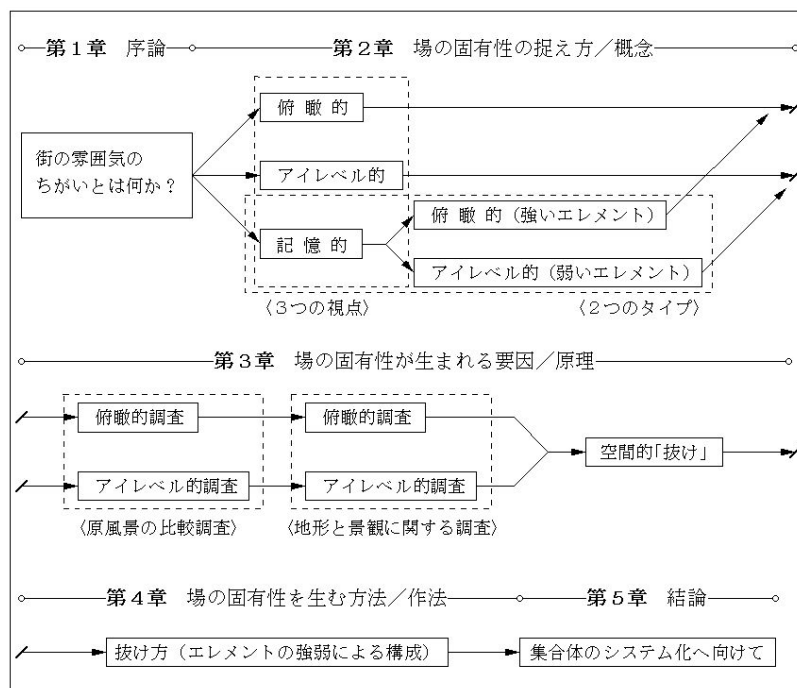 第1章 序論
第2章 場の固有性の捉え方／概念
俯瞰的
街の雰囲気の
ちがいとは何か？
アイレベル的
俯瞰的（強いエレメント）
記憶的
アイレベル的（弱いエレメント）
〈3つの視点〉
〈2つのタイプ〉
第3章 場の固有性が生まれる要因／原理
俯瞰的調査
俯瞰的調査
空間的「抜け」
アイレベル的調査
アイレベル的調査
〈原風景の比較調査〉
〈地形と景観に関する調査〉
第4章 場の固有性を生む方法／作法
第5章 結論
抜け方（エレメントの強弱による構成）
集合体のシステム化へ向けて